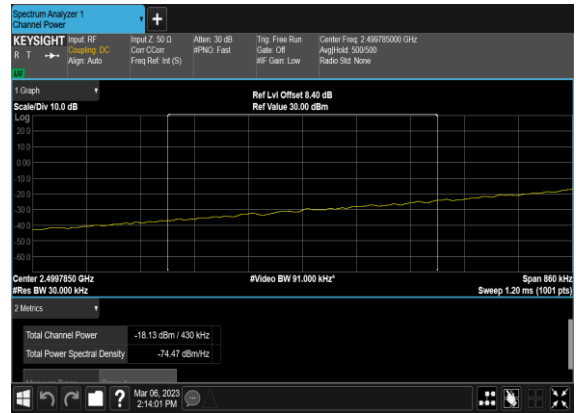 Spectrum Analyzer 1
Channel Power
+
KEYSIGHT
R T
LW
Input: RF
Coupling: DC
Align: Auto
Input Z: 50 Ω
Corr CCorr
Freq Ref: Int (S)
Atten: 30 dB
#PNO: Fast
Trig: Free Run
Gate: Off
#IF Gain: Low
Center Freq: 2.499785000 GHz
Avg|Hold: 500/500
Radio Std: None
1 Graph
Scale/Div 10.0 dB
Ref Lvl Offset 8.40 dB
Ref Value 30.00 dBm
Log
20.0
10.0
0.00
-10.0
-20.0
-30.0
-40.0
-50.0
-60.0
Center 2.4997850 GHz
#Video BW 91.000 kHz*
Span 860 kHz
#Res BW 30.000 kHz
Sweep 1.20 ms (1001 pts)
2 Metrics
Total Channel Power -18.13 dBm / 430 kHz
Total Power Spectral Density -74.47 dBm/Hz
?
Mar 06, 2023
2:14:01 PM